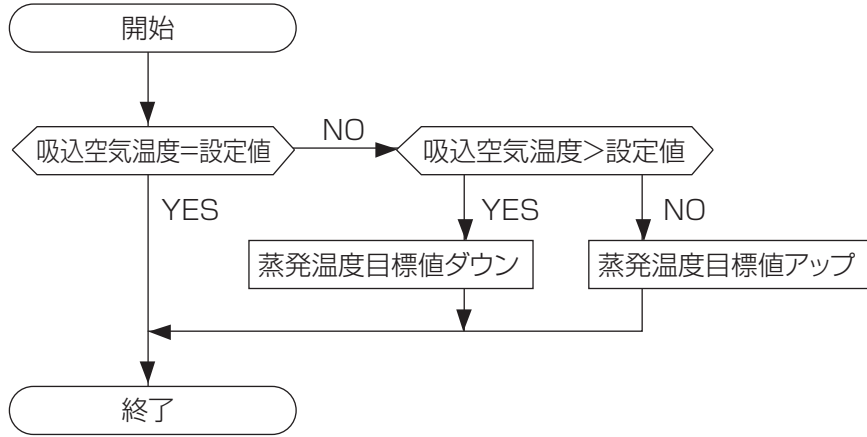 開始
吸込空気温度=設定値
NO
吸込空気温度>設定値
YES
YES
NO
蒸発温度目標値ダウン
蒸発温度目標値アップ
終了